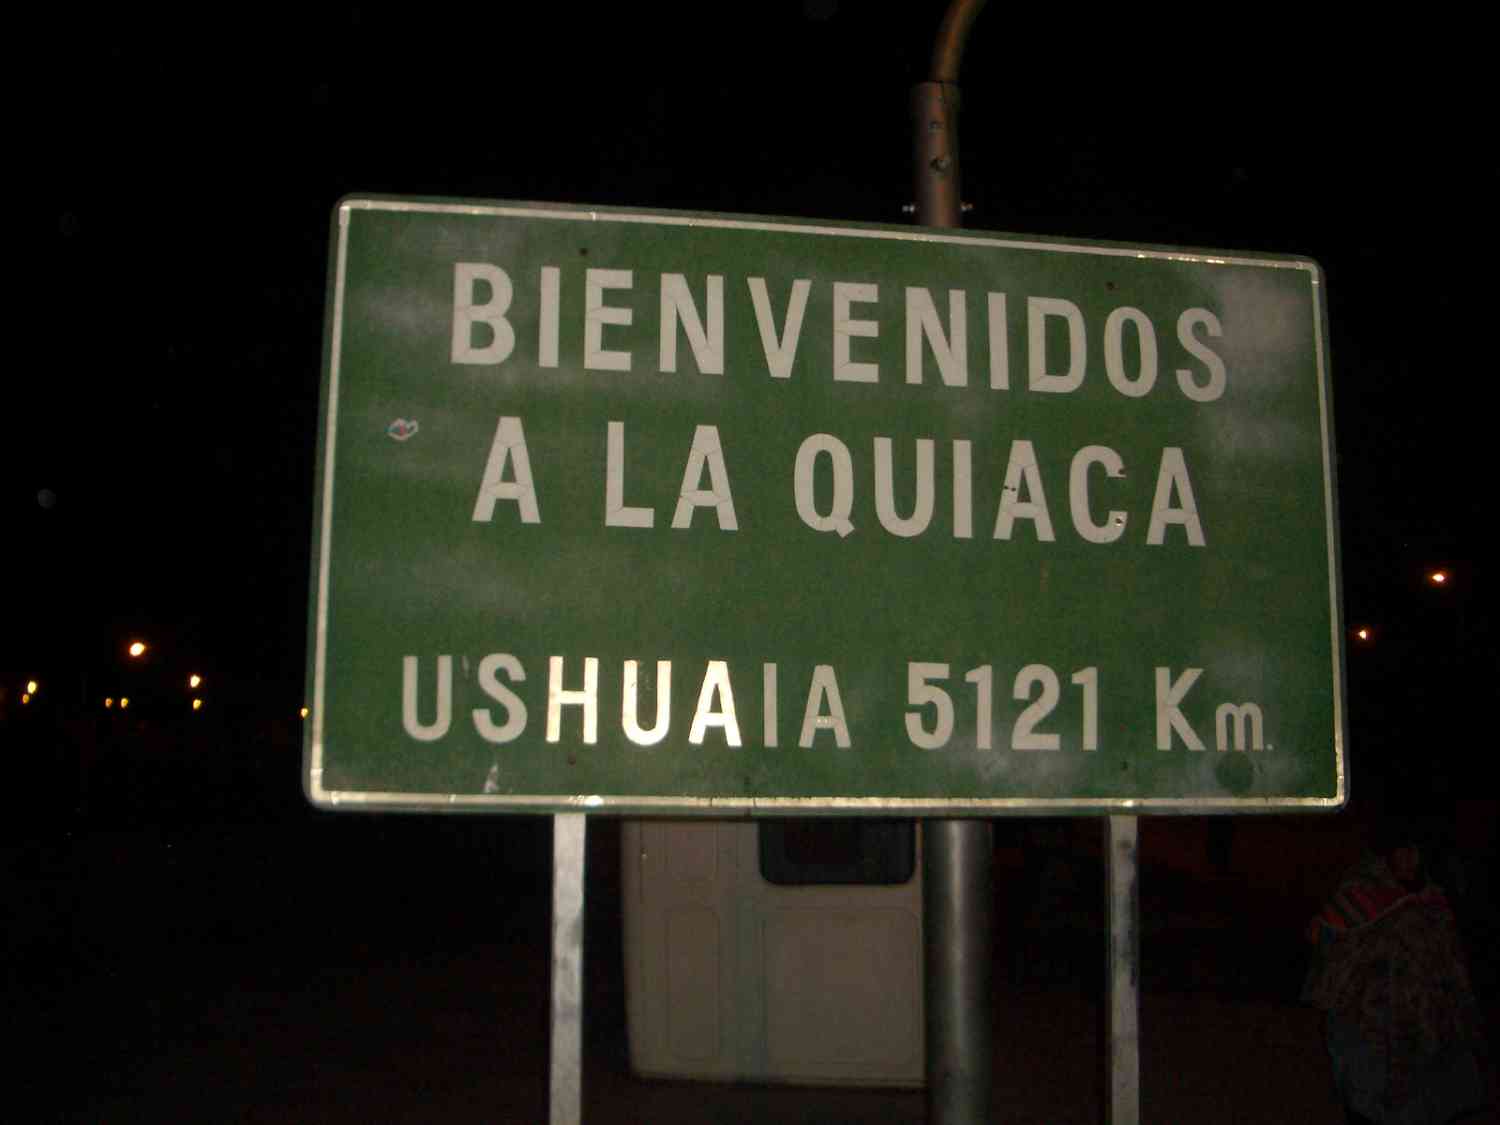 BIENVENIDOS
A LA QUIACA
USHUAIA 5121 Km.